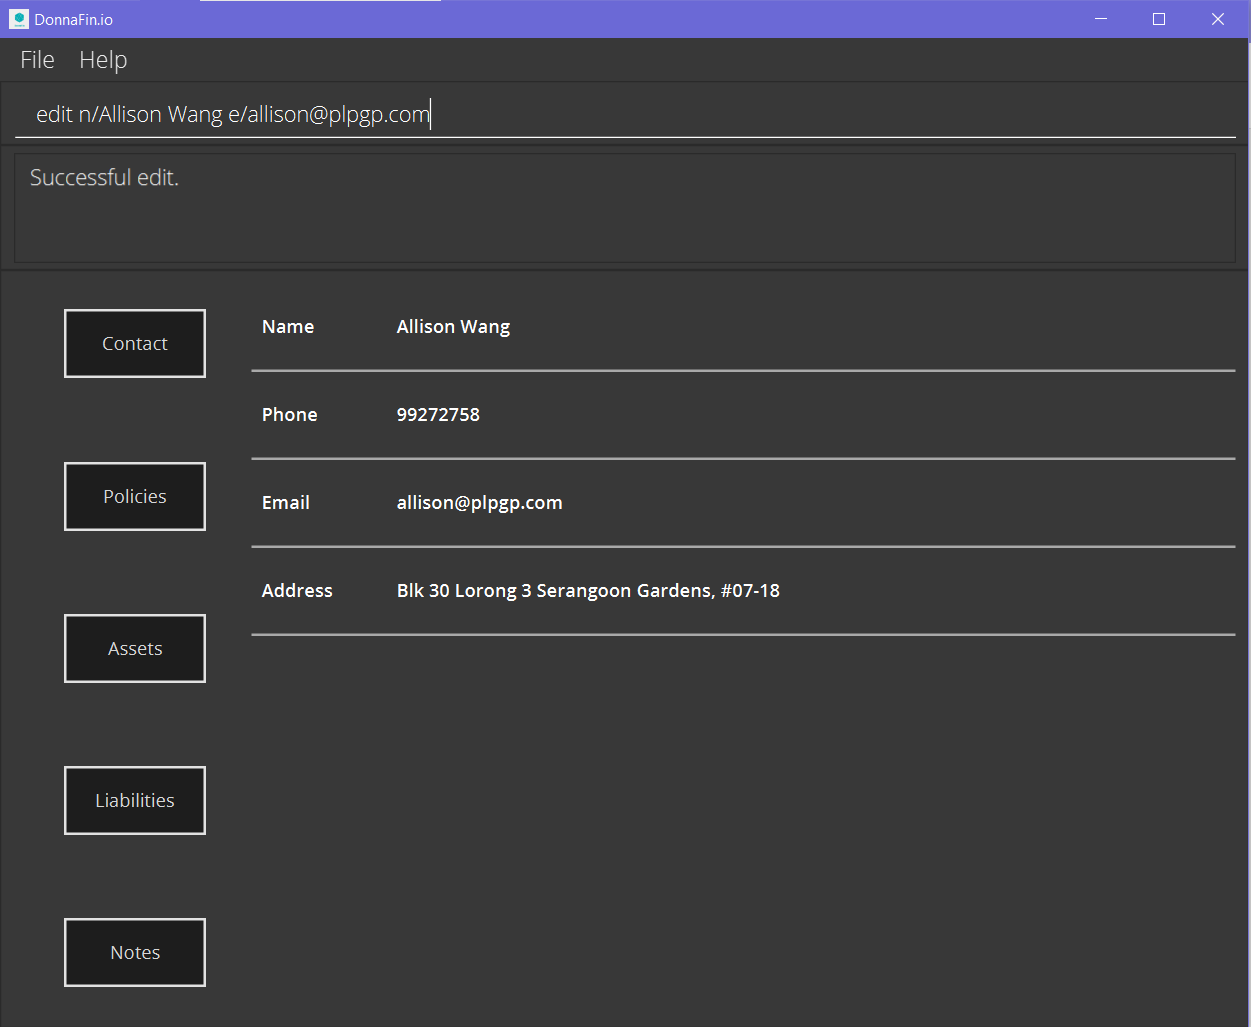 DonnaFin.io
File Help
edit n/Allison Wang e/allison@plpgp.com
Successful edit.
Contact
Policies
Assets
Liabilities
Notes
Name Allison Wang
Phone 99272758
Email allison@plpgp.com
Address Blk 30 Lorong 3 Serangoon Gardens, #07-18